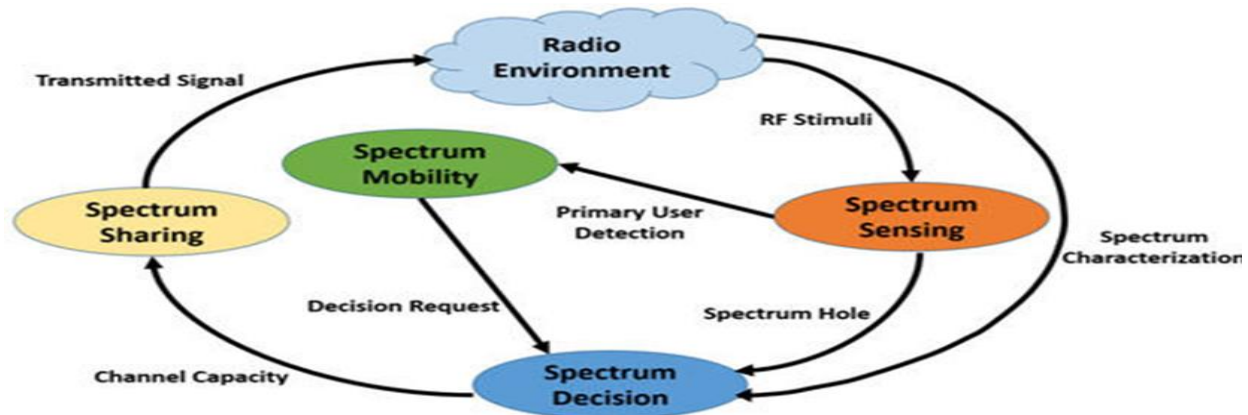 Radio
Environment
Transmitted Signal
RF Stimuli
Spectrum
Mobility
Spectrum
Sharing
Primary User
Detection
Spectrum
Sensing
Spectrum
Characterization
Decision Request
Spectrum Hole
Channel Capacity
Spectrum
Decision